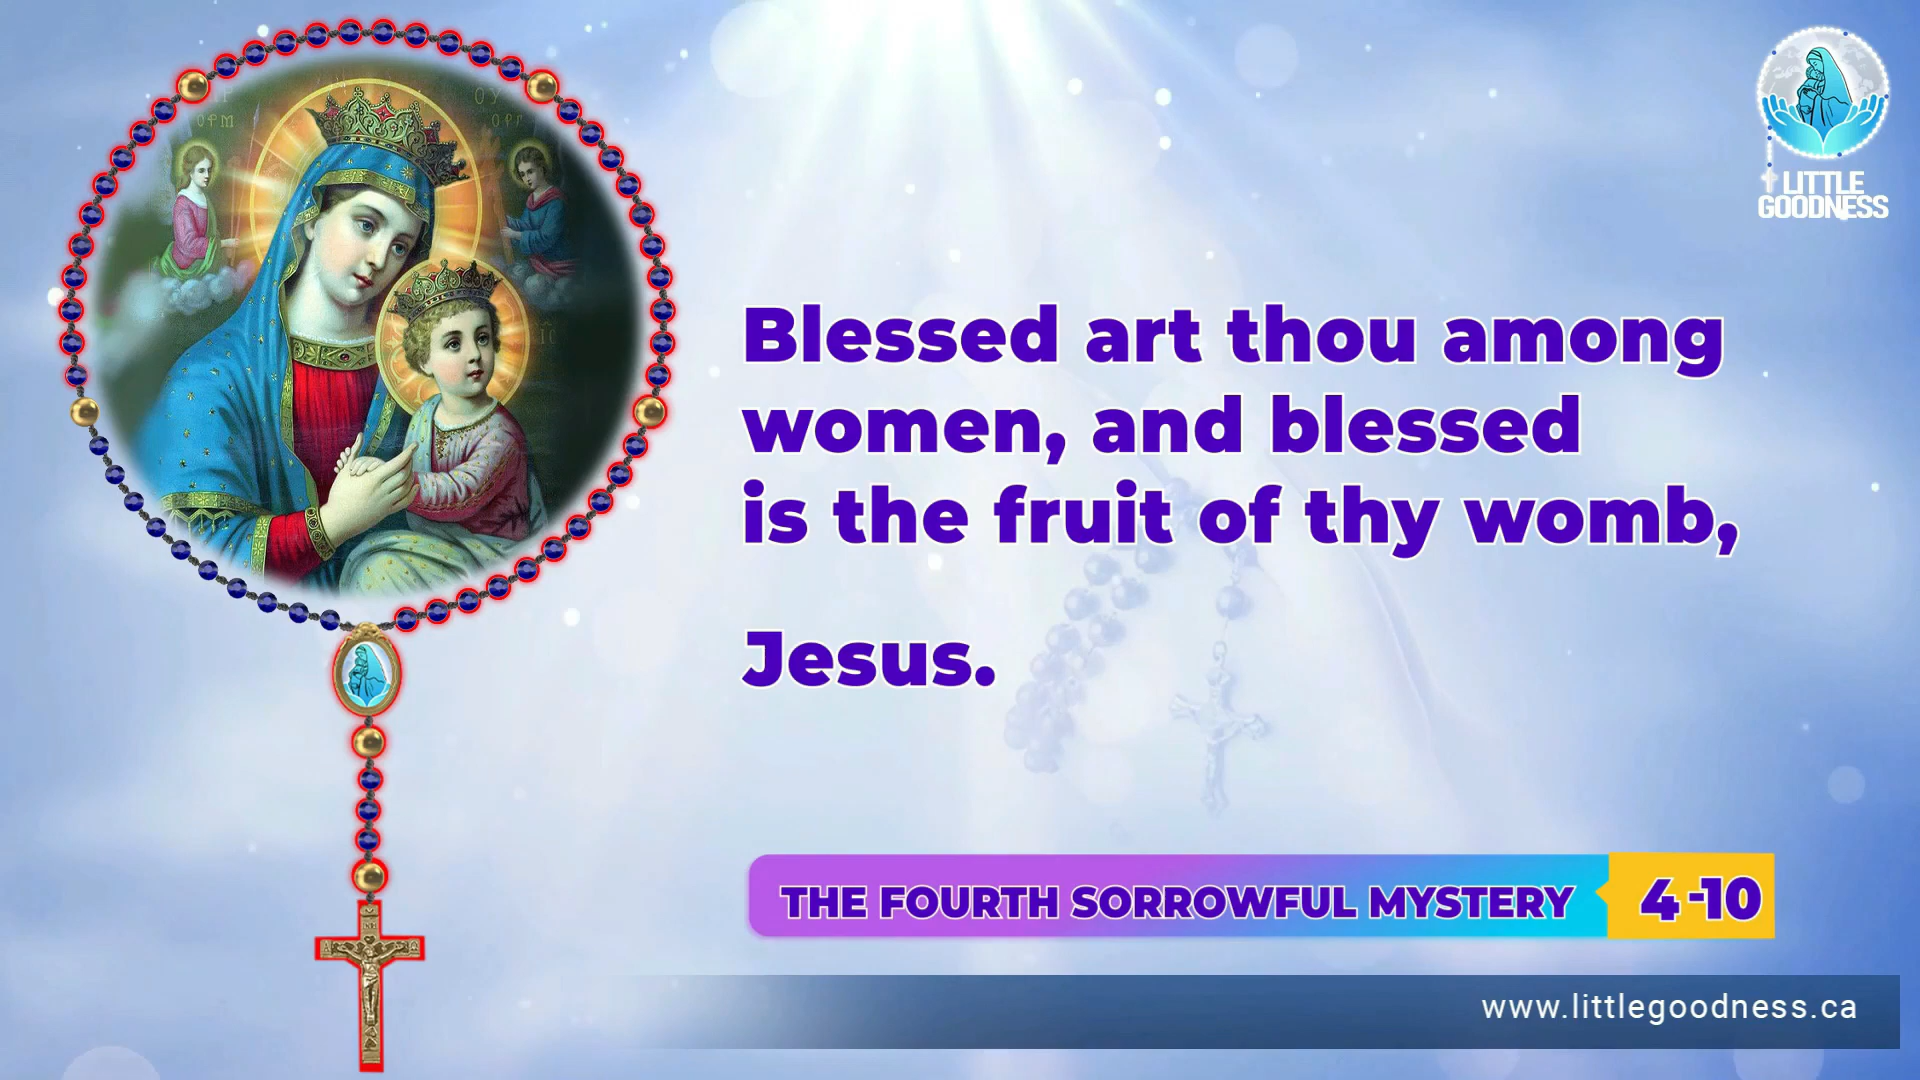 LITTLE
GOODNESS
Blessed art thou among
women, and blessed
is the fruit of thy womb,
Jesus.
THE FOURTH SORROWFUL MYSTERY 4-10
www.littlegoodness.ca